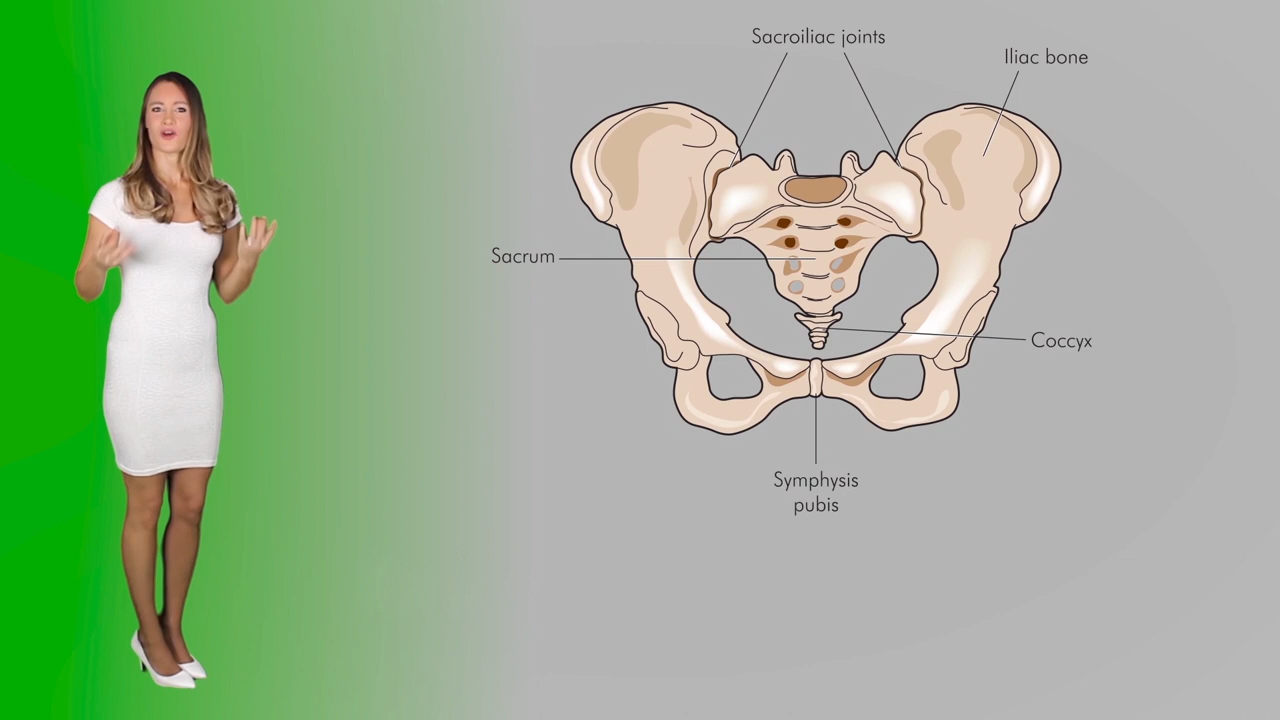 Sacroiliac joints
Iliac bone
Sacrum
Coccyx
Symphysis
pubis